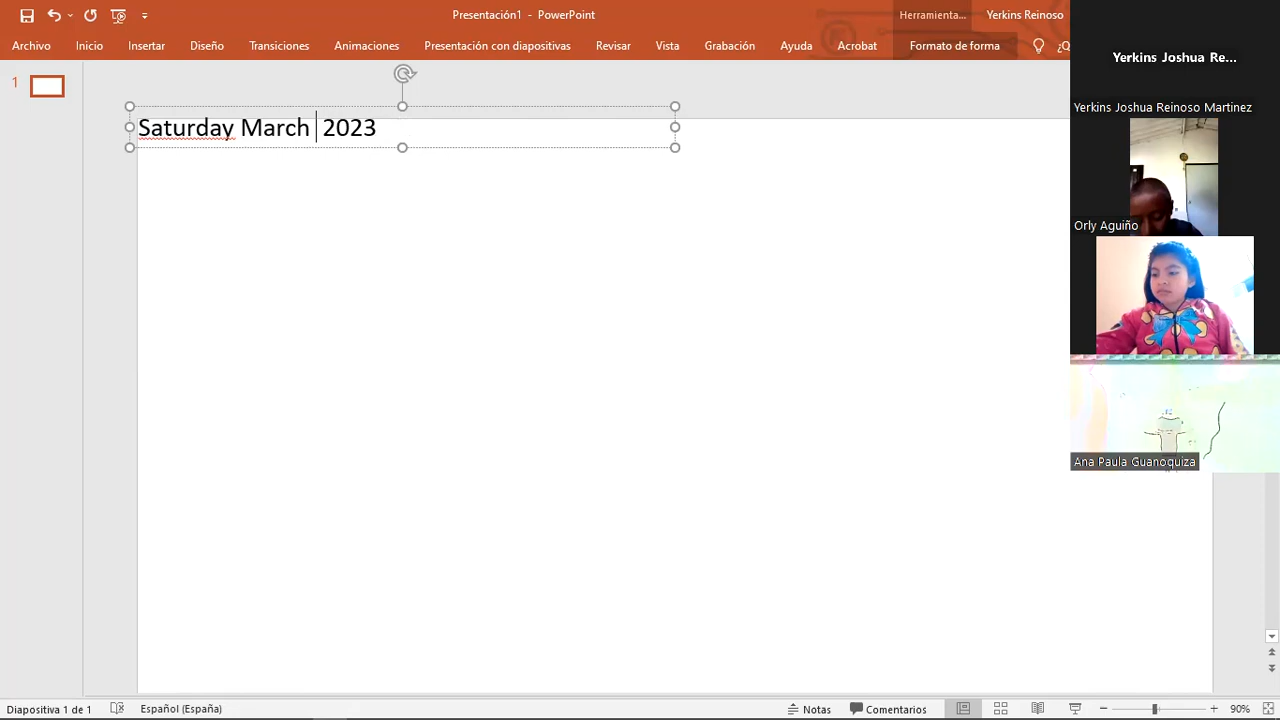 Presentación1 - PowerPoint
Herramienta...
Yerkins Reinoso
Archivo Inicio Insertar Diseño Transiciones Animaciones Presentación con diapositivas Revisar Vista Grabación Ayuda Acrobat Formato de forma ¿Q
Yerkins Joshua Re...
1
Yerkins Joshua Reinoso Martinez
Saturday March 2023
Orly Aguiño
Ana Paula Guanoquiza
Diapositiva 1 de 1 Español (España) Notas Comentarios 90%